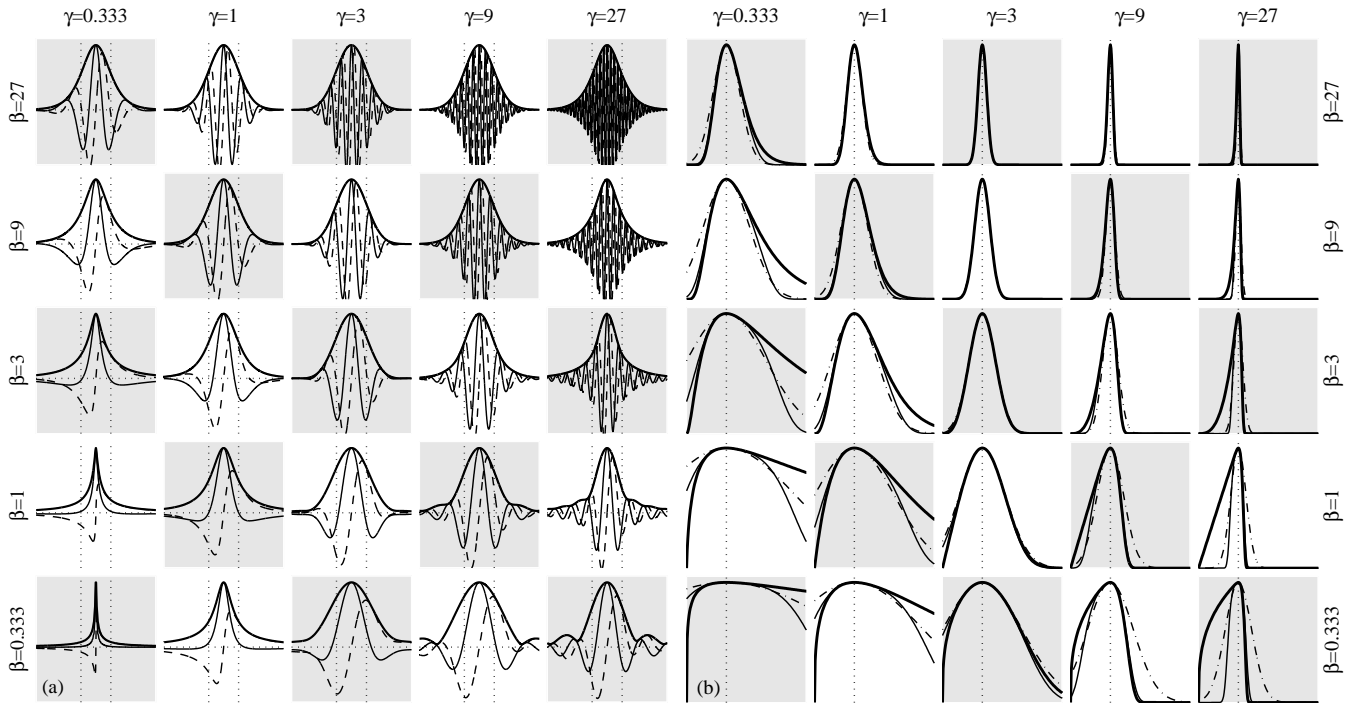 γ=0.333 γ=1 γ=3 γ=9 γ=27 γ=0.333 γ=1 γ=3 γ=9 γ=27
β=27 β=27
β=9 β=9
β=3 β=3
β=1 β=1
β=0.333 β=0.333
(a) (b)